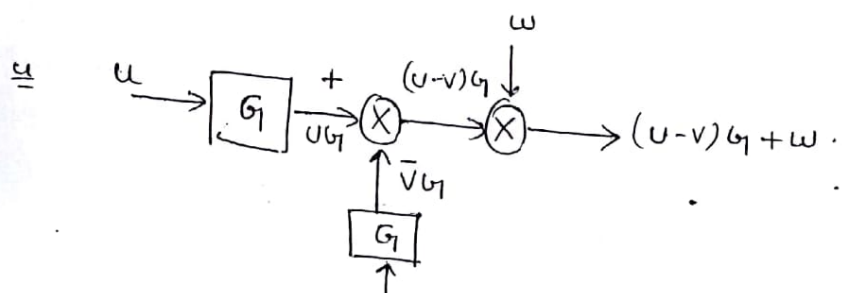 ω
u u + (u-v)G
G UG X X (u-v)G + ω .
v̄G
G